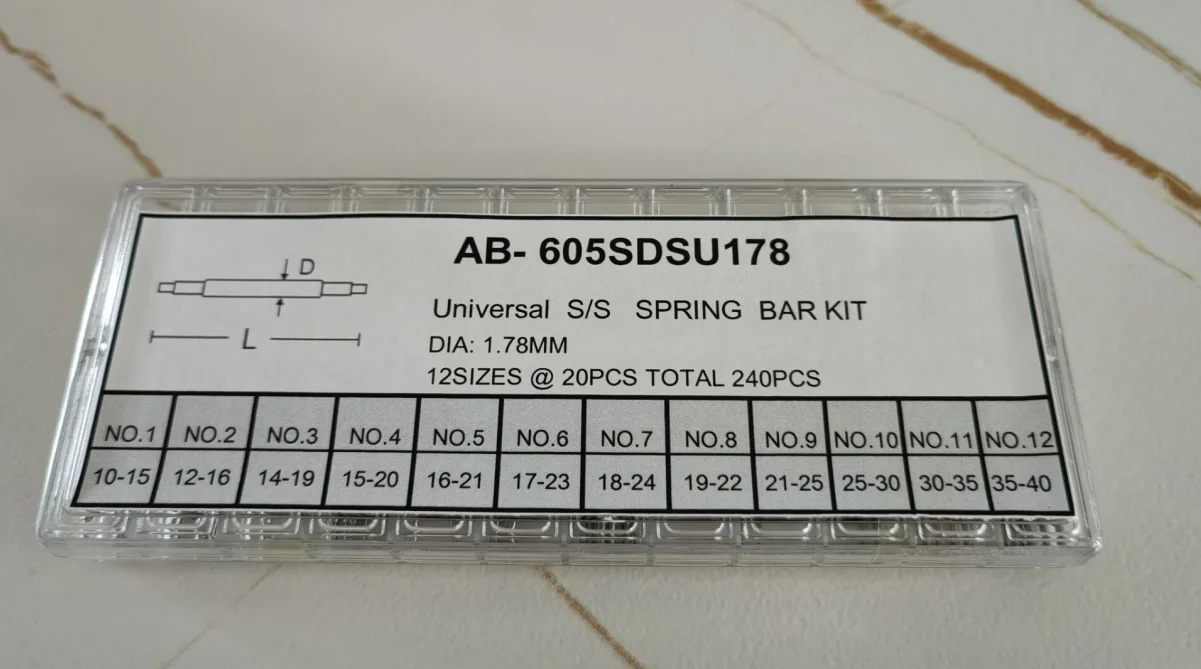 AB- 605SDSU178
D
Universal S/S SPRING BAR KIT
L
DIA: 1.78MM
12SIZES @ 20PCS TOTAL 240PCS
NO.1 NO.2 NO.3 NO.4 NO.5 NO.6 NO.7 NO.8 NO.9 NO.10 NO.11 NO.12
10-15 12-16 14-19 15-20 16-21 17-23 18-24 19-22 21-25 25-30 30-35 35-40